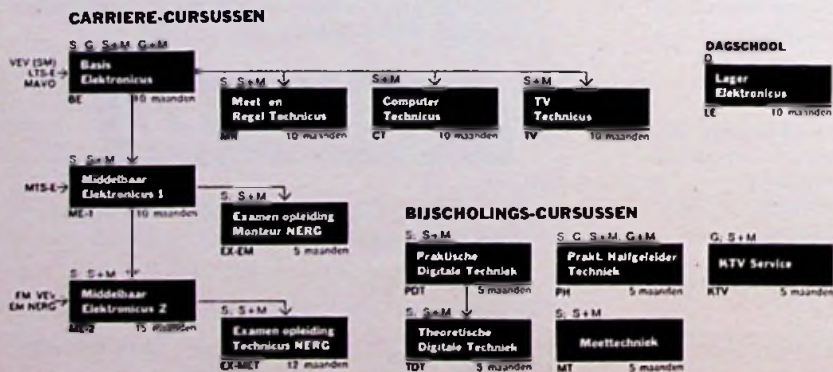 CARRIERE-CURSUSSEN
S G S+M G+M
VEV (SM)
LTS-E
MAVO
Basis
Elektronicus
BE 10 maanden
S, S+M
Meet en
Regel Technicus
MR 10 maanden
S+M
Computer
Technicus
CT 10 maanden
S+M
TV
Technicus
TV 10 maanden
DAGSCHOOL
D
Lager
Elektronicus
LE 10 maanden
S S+M
MTS-E
Middelbaar
Elektronicus 1
ME-1 10 maanden
S, S+M
Examen opleiding
Monteur NERG
EX-EM 5 maanden
S S+M
EM VEV
EM NERG
Middelbaar
Elektronicus 2
ME-2 15 maanden
S, S+M
Examen opleiding
Technicus NERG
EX-MET 12 maanden
BIJSCHOLINGS-CURSUSSEN
S, S+M
Praktische
Digitale Techniek
PDT 5 maanden
S G S+M, G+M
Prakt. Halfgeleider
Techniek
PH 5 maanden
G, S+M
KTV Service
KTV 5 maanden
S, S+M
Theoretische
Digitale Techniek
TDT 5 maanden
S, S+M
Meettechniek
MT 5 maanden